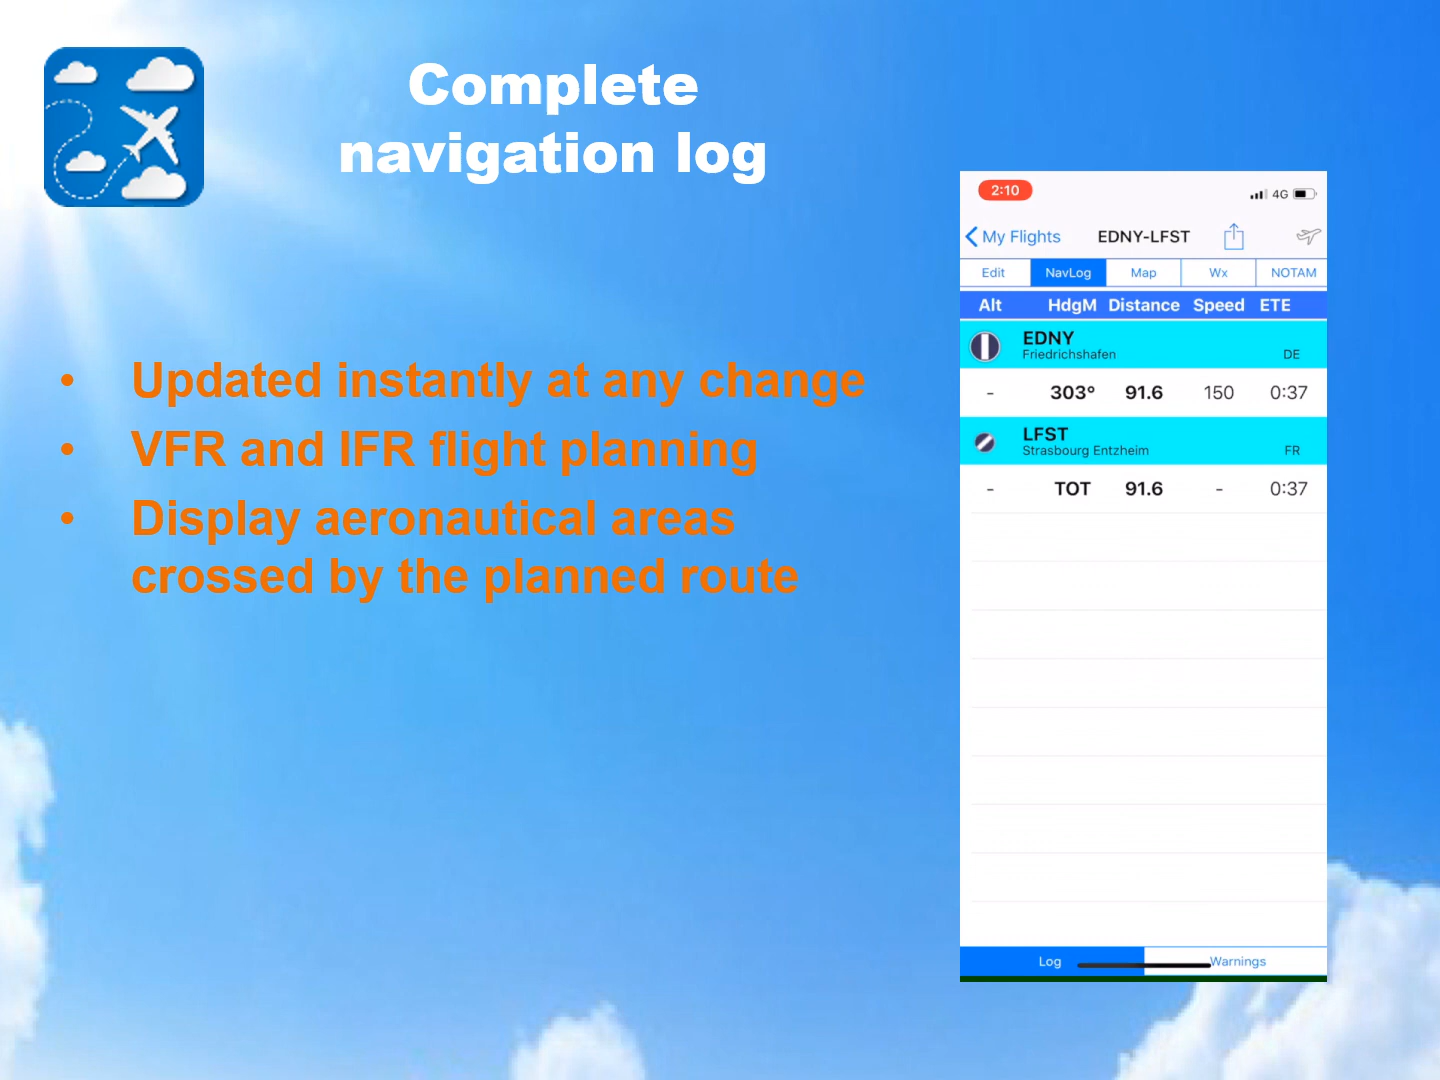 Complete
navigation log
• Updated instantly at any change
• VFR and IFR flight planning
• Display aeronautical areas
crossed by the planned route
2:10 4G
My Flights EDNY-LFST
Edit NavLog Map Wx NOTAM
Alt HdgM Distance Speed ETE
EDNY
Friedrichshafen DE
- 303° 91.6 150 0:37
LFST
Strasbourg Entzheim FR
- TOT 91.6 - 0:37
Log Warnings